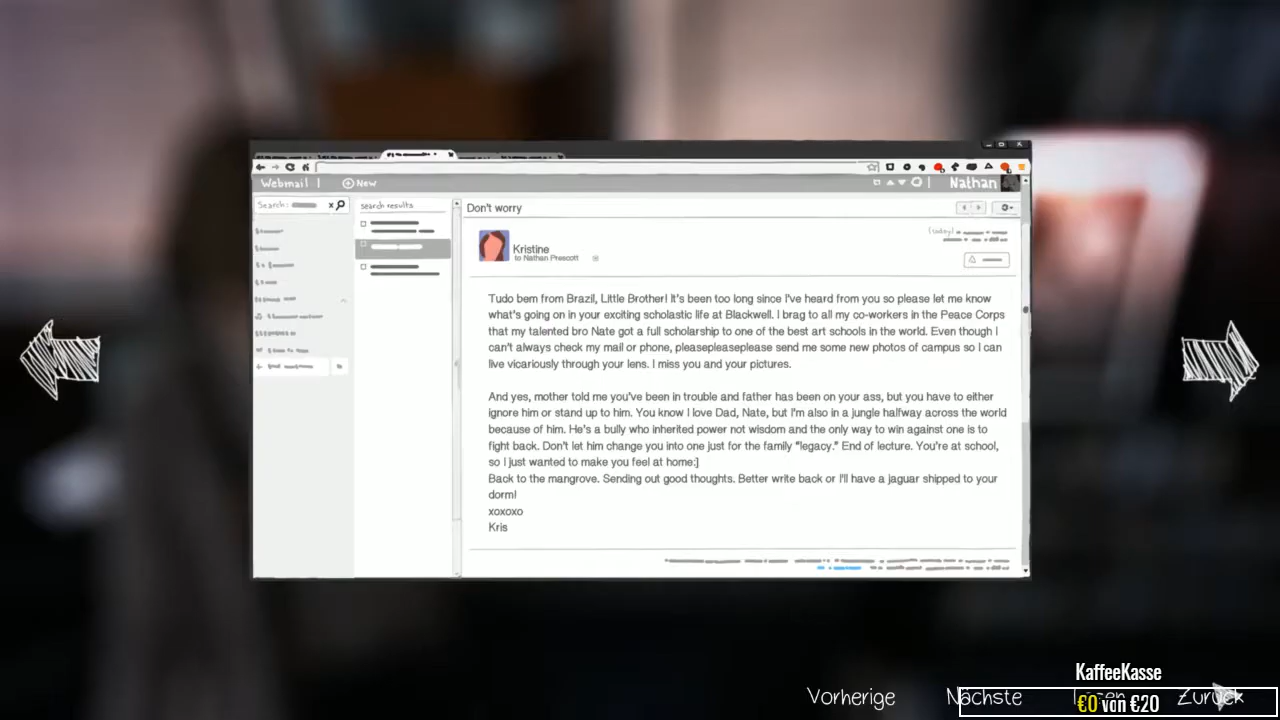 Webmail |
New
Nathan
Search:
search results
Don't worry
(today)
Kristine
to Nathan Prescott
Tudo bem from Brazil, Little Brother! It's been too long since I've heard from you so please let me know
what's going on in your exciting scholastic life at Blackwell. I brag to all my co-workers in the Peace Corps
that my talented bro Nate got a full scholarship to one of the best art schools in the world. Even though I
can't always check my mail or phone, pleasepleaseplease send me some new photos of campus so I can
live vicariously through your lens. I miss you and your pictures.
And yes, mother told me you've been in trouble and father has been on your ass, but you have to either
ignore him or stand up to him. You know I love Dad, Nate, but I'm also in a jungle halfway across the world
because of him. He's a bully who inherited power not wisdom and the only way to win against one is to
fight back. Don't let him change you into one just for the family "legacy." End of lecture. You're at school,
so I just wanted to make you feel at home:]
Back to the mangrove. Sending out good thoughts. Better write back or I'll have a jaguar shipped to your
dorm!
xoxoxo
Kris
KaffeeKasse
Vorherige
Nächste
Zurück
€0 von €20